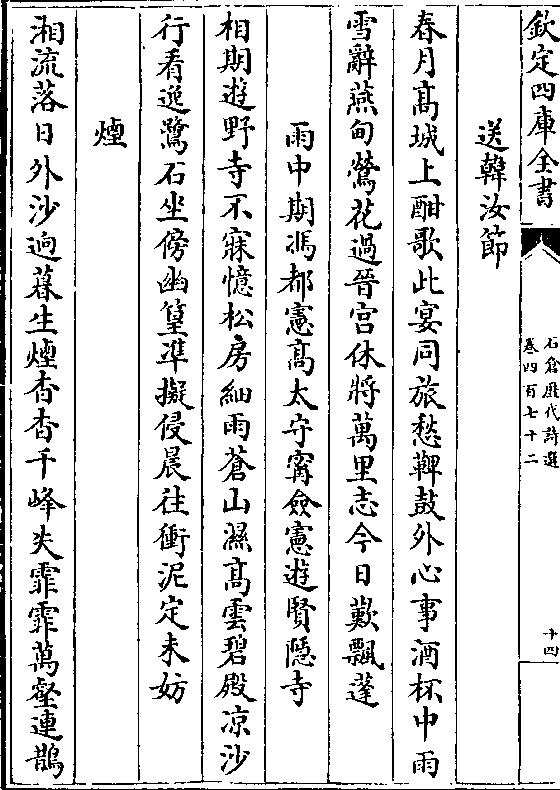 欽定四庫全書
石倉歷代詩選
卷四百七十二
十四
送韓汝節
春月髙城上酣歌此宴同旅愁鞞鼓外心事酒杯中雨
雪辭燕甸鶯花過晉宫休將萬里志今日歎飄蓬
雨中期馮都憲髙太守甯僉憲遊賢隱寺
相期遊野寺不寐憶松房細雨蒼山濕髙雲碧殿凉沙
行看逸鷺石坐傍幽篁凖擬侵晨往衝泥定未妨
煙
湘流落日外沙逈暮生煙杳杳千峰失霏霏萬壑連鵲